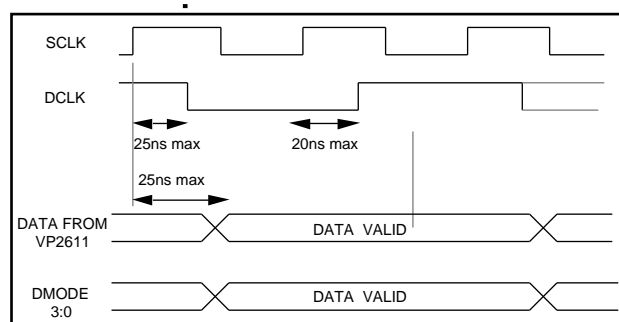 SCLK
DCLK
25ns max
20ns max
25ns max
DATA FROM
VP2611
DATA VALID
DMODE
3:0
DATA VALID